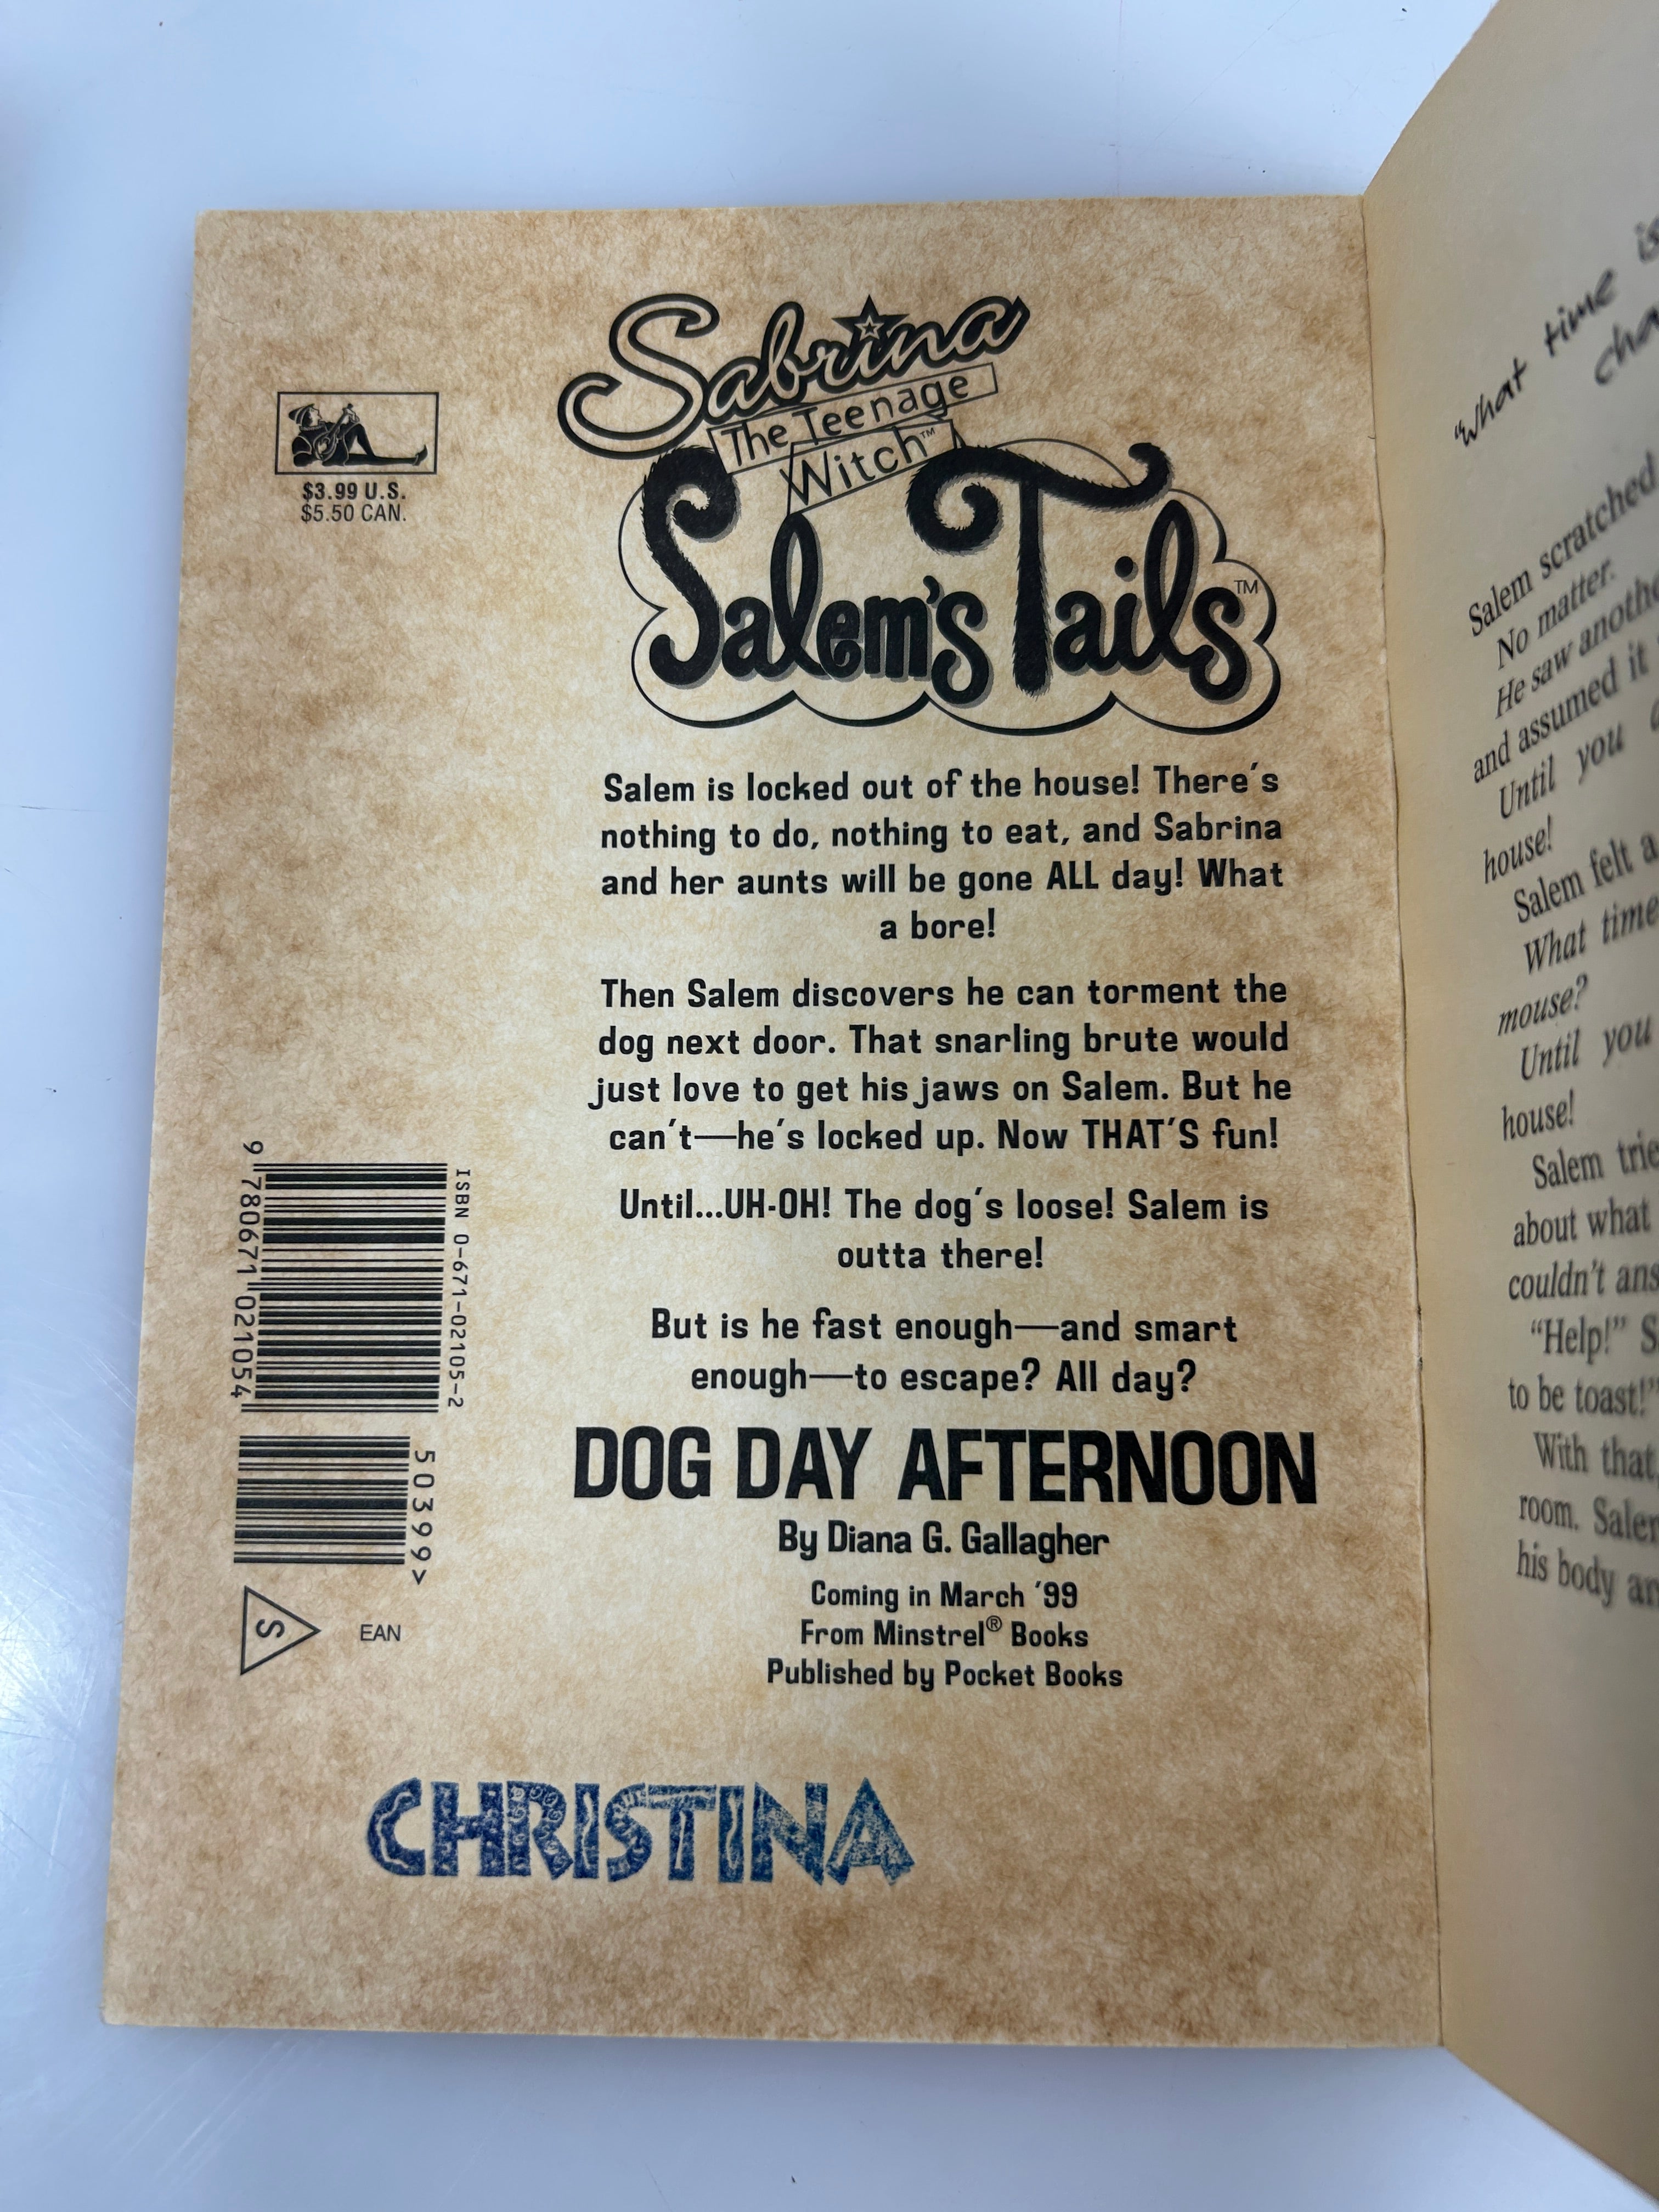 $3.99 U.S.
$5.50 CAN.
Sabrina
The Teenage
Witch™
Salem's Tails™
Salem is locked out of the house! There's
nothing to do, nothing to eat, and Sabrina
and her aunts will be gone ALL day! What
a bore!
Then Salem discovers he can torment the
dog next door. That snarling brute would
just love to get his jaws on Salem. But he
can't—he's locked up. Now THAT'S fun!
Until...UH-OH! The dog's loose! Salem is
outta there!
But is he fast enough—and smart
enough—to escape? All day?
DOG DAY AFTERNOON
By Diana G. Gallagher
Coming in March '99
From Minstrel® Books
Published by Pocket Books
ISBN 0-671-02105-2
9 780671 021054
50399>
S
EAN
CHRISTINA
"What time is
Salem scratched
No matter.
He saw
and assumed it
Until you
house!
Salem felt a
What time
mouse?
Until you
house!
Salem
about what
couldn't
"Help!"
to be toast!"
With that,
room.
his body